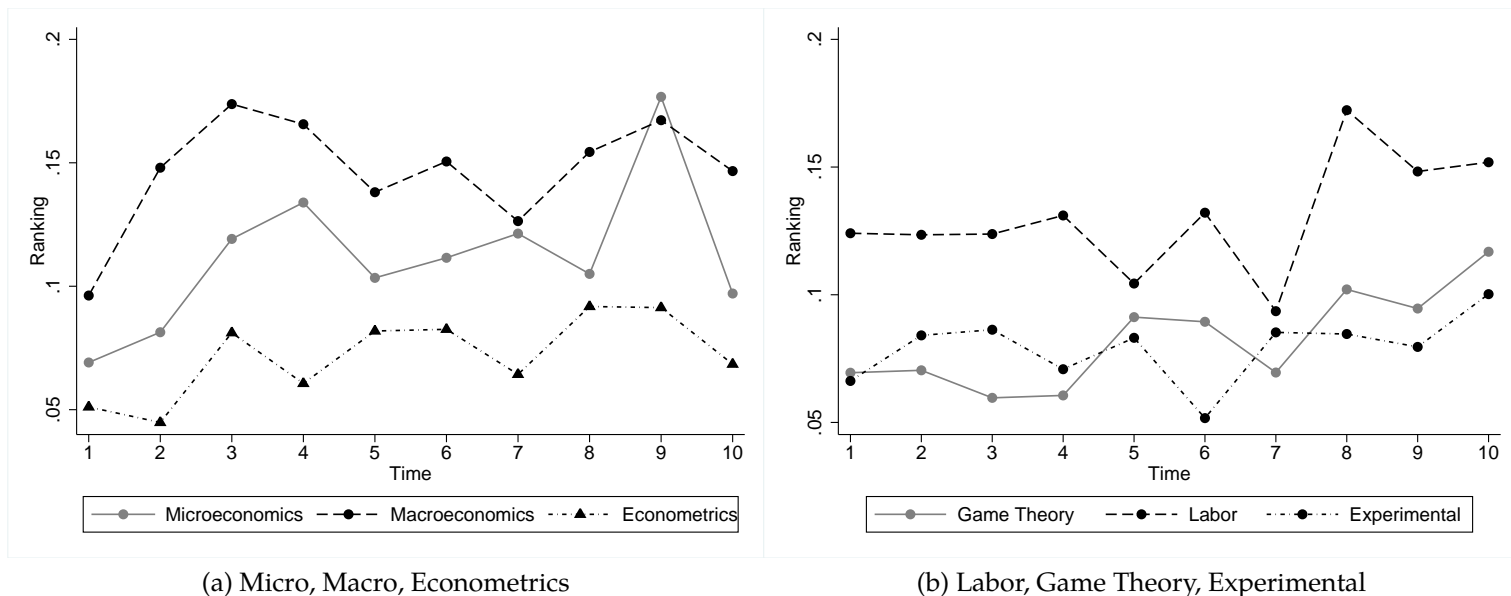 .2
.15
.1
.05
Ranking
1 2 3 4 5 6 7 8 9 10
Time
Microeconomics Macroeconomics Econometrics
(a) Micro, Macro, Econometrics
.2
.15
.1
.05
Ranking
1 2 3 4 5 6 7 8 9 10
Time
Game Theory Labor Experimental
(b) Labor, Game Theory, Experimental